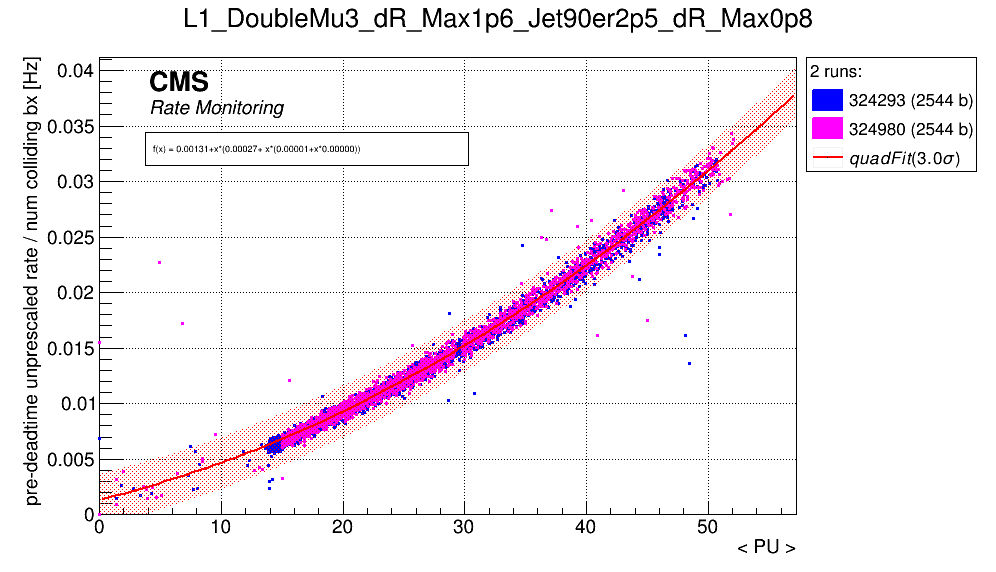 L1_DoubleMu3_dR_Max1p6_Jet90er2p5_dR_Max0p8
pre-deadtime unprescaled rate / num colliding bx [Hz]
0.04
0.035
0.03
0.025
0.02
0.015
0.01
0.005
0
CMS
Rate Monitoring
f(x) = 0.00131+x*(0.00027+ x*(0.00001+x*0.00000))
0 10 20 30 40 50
< PU >
2 runs:
324293 (2544 b)
324980 (2544 b)
quadFit(3.0σ)